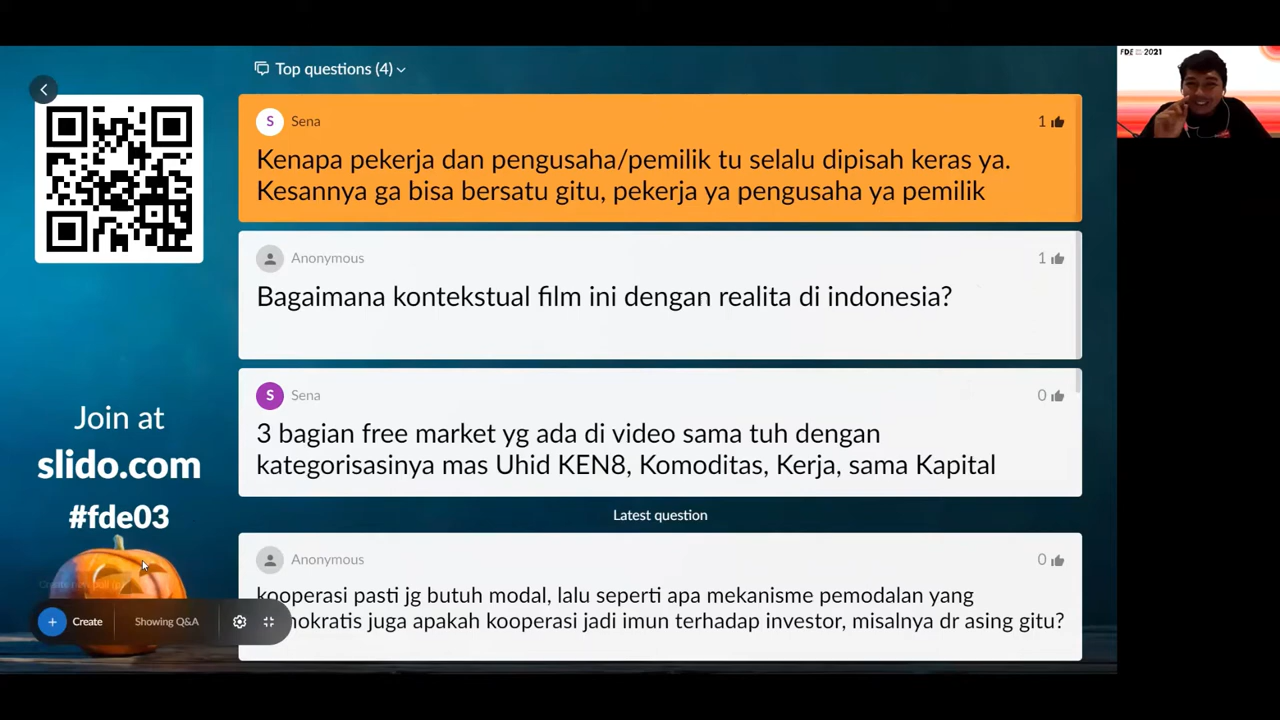 Top questions (4)
FDE 2021
S Sena
1
Kenapa pekerja dan pengusaha/pemilik tu selalu dipisah keras ya.
Kesannya ga bisa bersatu gitu, pekerja ya pengusaha ya pemilik
Anonymous
1
Bagaimana kontekstual film ini dengan realita di indonesia?
S Sena
0
3 bagian free market yg ada di video sama tuh dengan
kategorisasinya mas Uhid KEN8, Komoditas, Kerja, sama Kapital
Join at
slido.com
#fde03
Latest question
Anonymous
0
kooperasi pasti jg butuh modal, lalu seperti apa mekanisme pemodalan yang
mokratis juga apakah kooperasi jadi imun terhadap investor, misalnya dr asing gitu?
Create
Showing Q&A